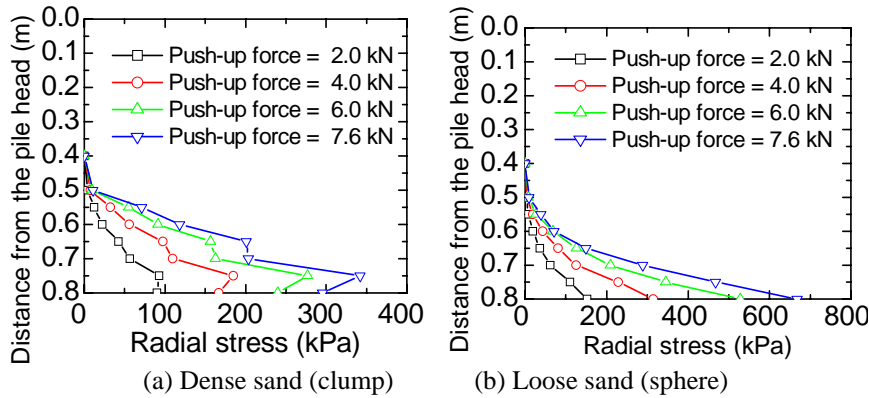 Distance from the pile head (m)
0.0
0.1
0.2
0.3
0.4
0.5
0.6
0.7
0.8
Push-up force = 2.0 kN
Push-up force = 4.0 kN
Push-up force = 6.0 kN
Push-up force = 7.6 kN
0 100 200 300 400
Radial stress (kPa)
(a) Dense sand (clump)
Distance from the pile head (m)
0.0
0.1
0.2
0.3
0.4
0.5
0.6
0.7
0.8
Push-up force = 2.0 kN
Push-up force = 4.0 kN
Push-up force = 6.0 kN
Push-up force = 7.6 kN
0 200 400 600 800
Radial stress (kPa)
(b) Loose sand (sphere)